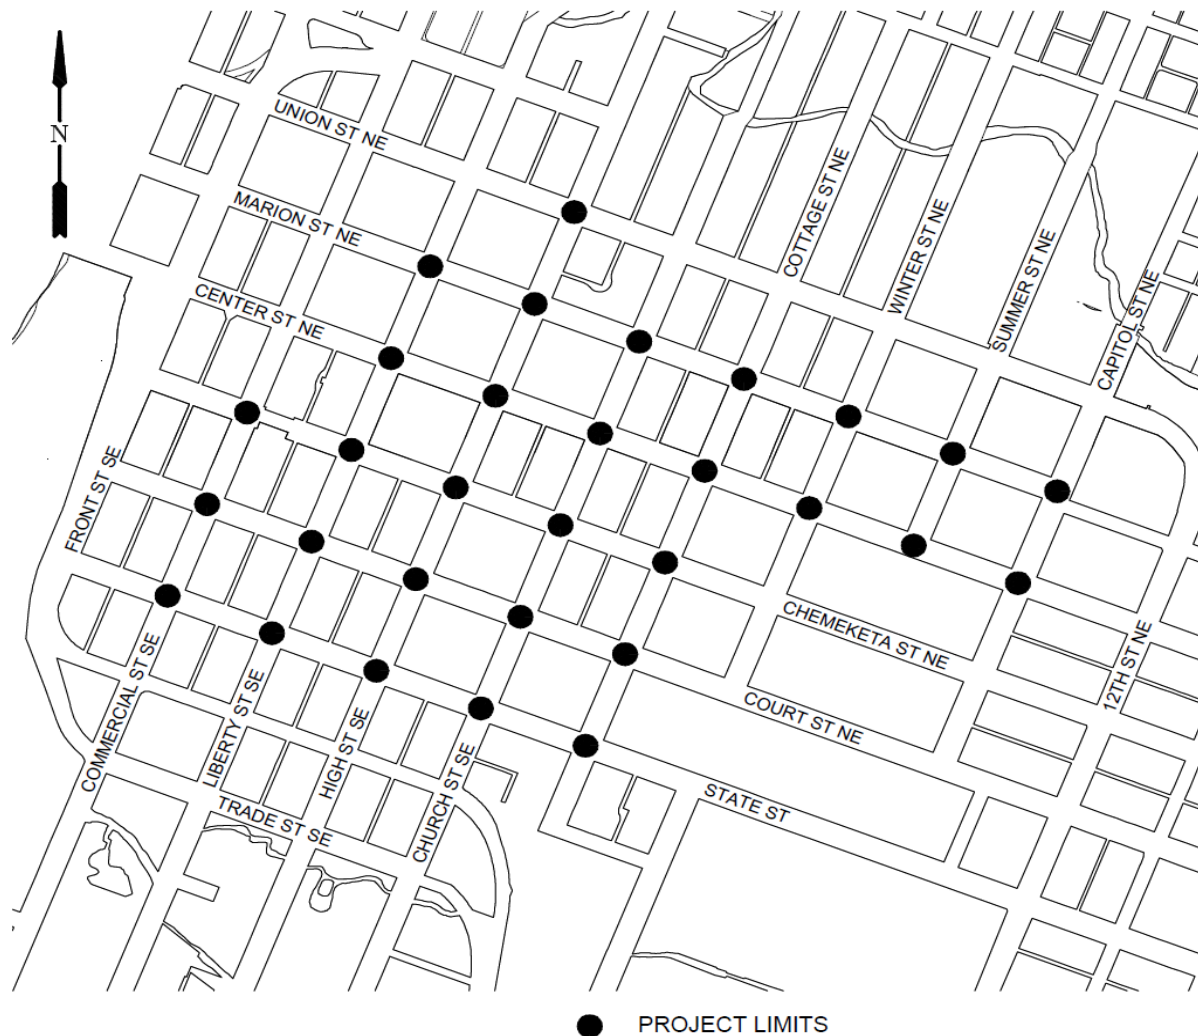 N
UNION ST NE
MARION ST NE
COTTAGE ST NE
WINTER ST NE
SUMMER ST NE
CAPITOL ST NE
CENTER ST NE
FRONT ST SE
CHEMEKETA ST NE
12TH ST NE
COURT ST NE
COMMERCIAL ST SE
LIBERTY ST SE
HIGH ST SE
CHURCH ST SE
STATE ST
TRADE ST SE
PROJECT LIMITS